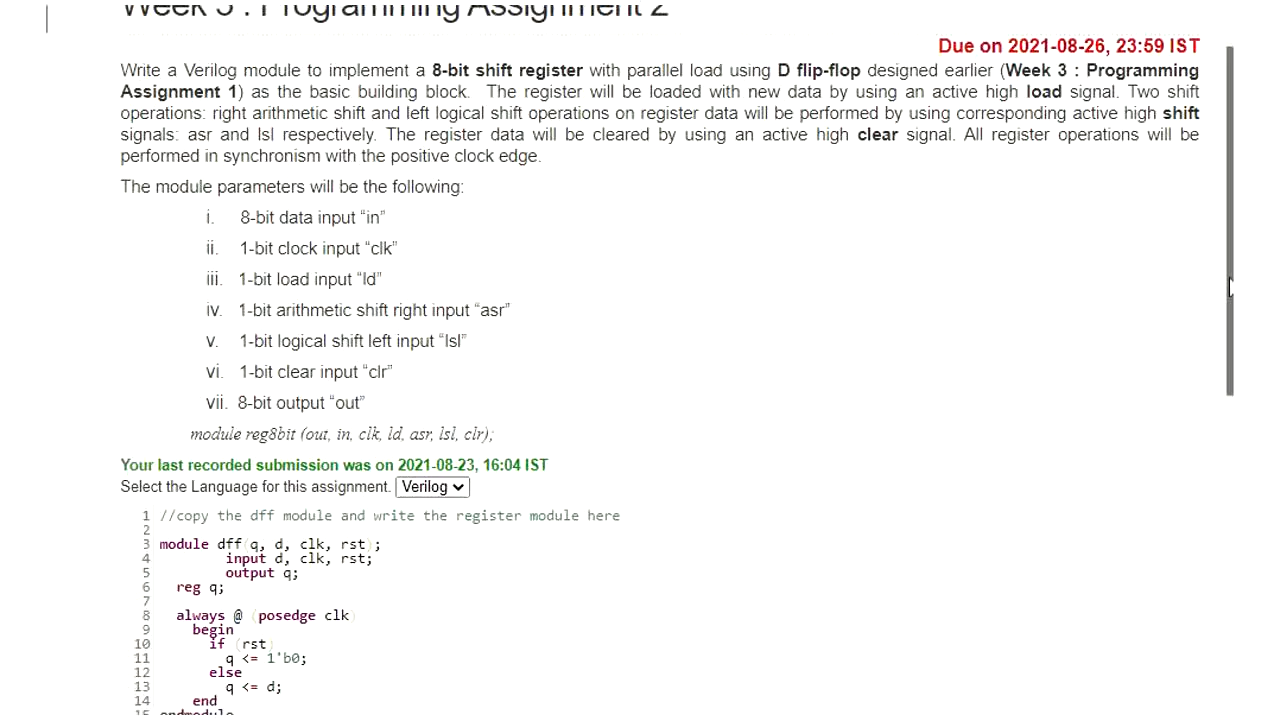 Week 3 : Programming Assignment 2
Due on 2021-08-26, 23:59 IST
Write a Verilog module to implement a 8-bit shift register with parallel load using D flip-flop designed earlier (Week 3 : Programming
Assignment 1) as the basic building block. The register will be loaded with new data by using an active high load signal. Two shift
operations: right arithmetic shift and left logical shift operations on register data will be performed by using corresponding active high shift
signals: asr and lsl respectively. The register data will be cleared by using an active high clear signal. All register operations will be
performed in synchronism with the positive clock edge.
The module parameters will be the following:
i. 8-bit data input “in”
ii. 1-bit clock input “clk”
iii. 1-bit load input “ld”
iv. 1-bit arithmetic shift right input “asr”
v. 1-bit logical shift left input “lsl”
vi. 1-bit clear input “clr”
vii. 8-bit output “out”
module reg8bit (out, in, clk, ld, asr, lsl, clr);
Your last recorded submission was on 2021-08-23, 16:04 IST
Select the Language for this assignment. Verilog
1 //copy the dff module and write the register module here
2
3 module dff(q, d, clk, rst);
4 input d, clk, rst;
5 output q;
6 reg q;
7
8 always @ (posedge clk)
9 begin
10 if (rst)
11 q <= 1'b0;
12 else
13 q <= d;
14 end
15 endmodule